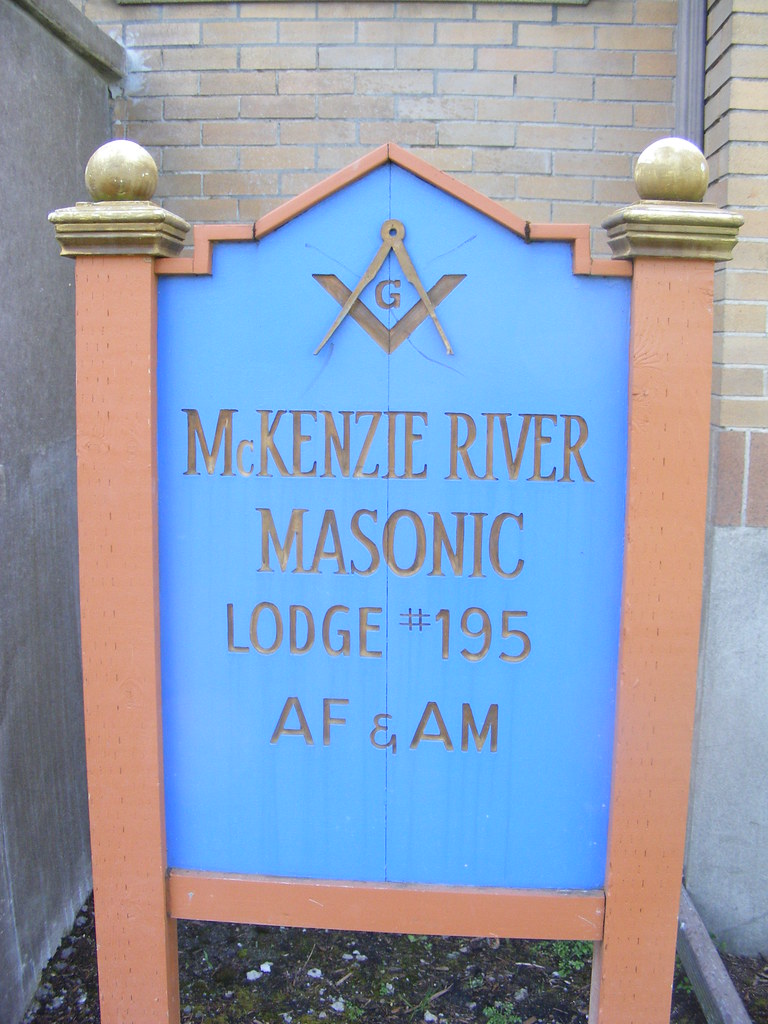 G
McKENZIE RIVER
MASONIC
LODGE #195
AF & AM